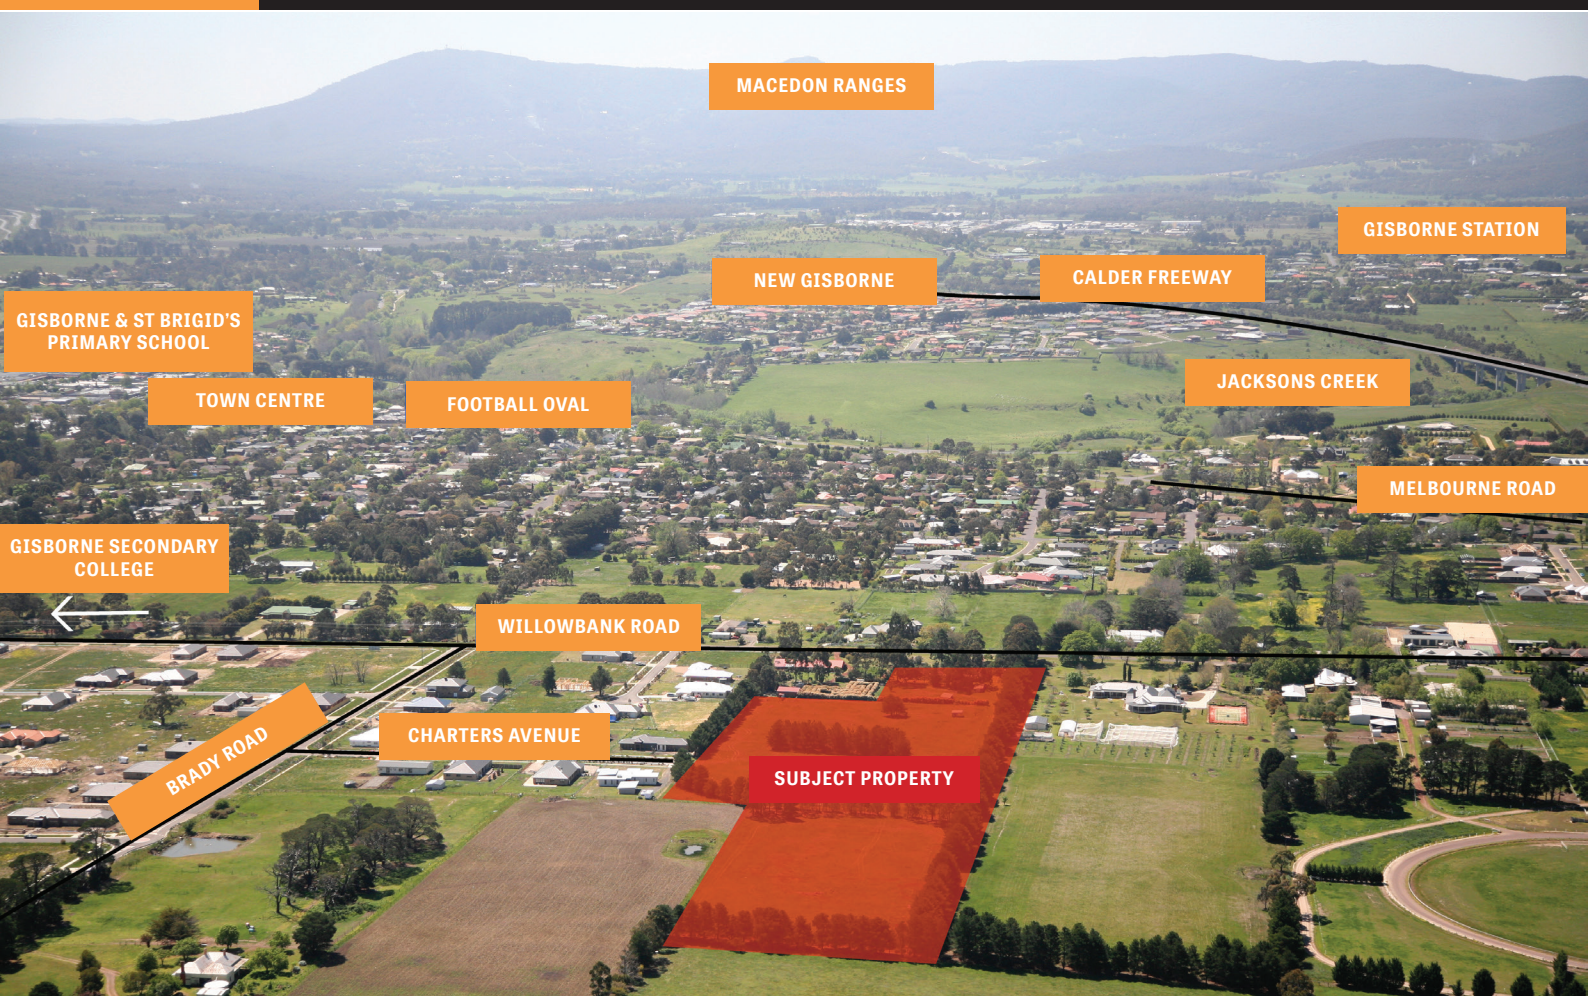 MACEDON RANGES
GISBORNE STATION
NEW GISBORNE
CALDER FREEWAY
GISBORNE & ST BRIGID'S
PRIMARY SCHOOL
TOWN CENTRE
FOOTBALL OVAL
JACKSONS CREEK
MELBOURNE ROAD
GISBORNE SECONDARY
COLLEGE
WILLOWBANK ROAD
BRADY ROAD
CHARTERS AVENUE
SUBJECT PROPERTY